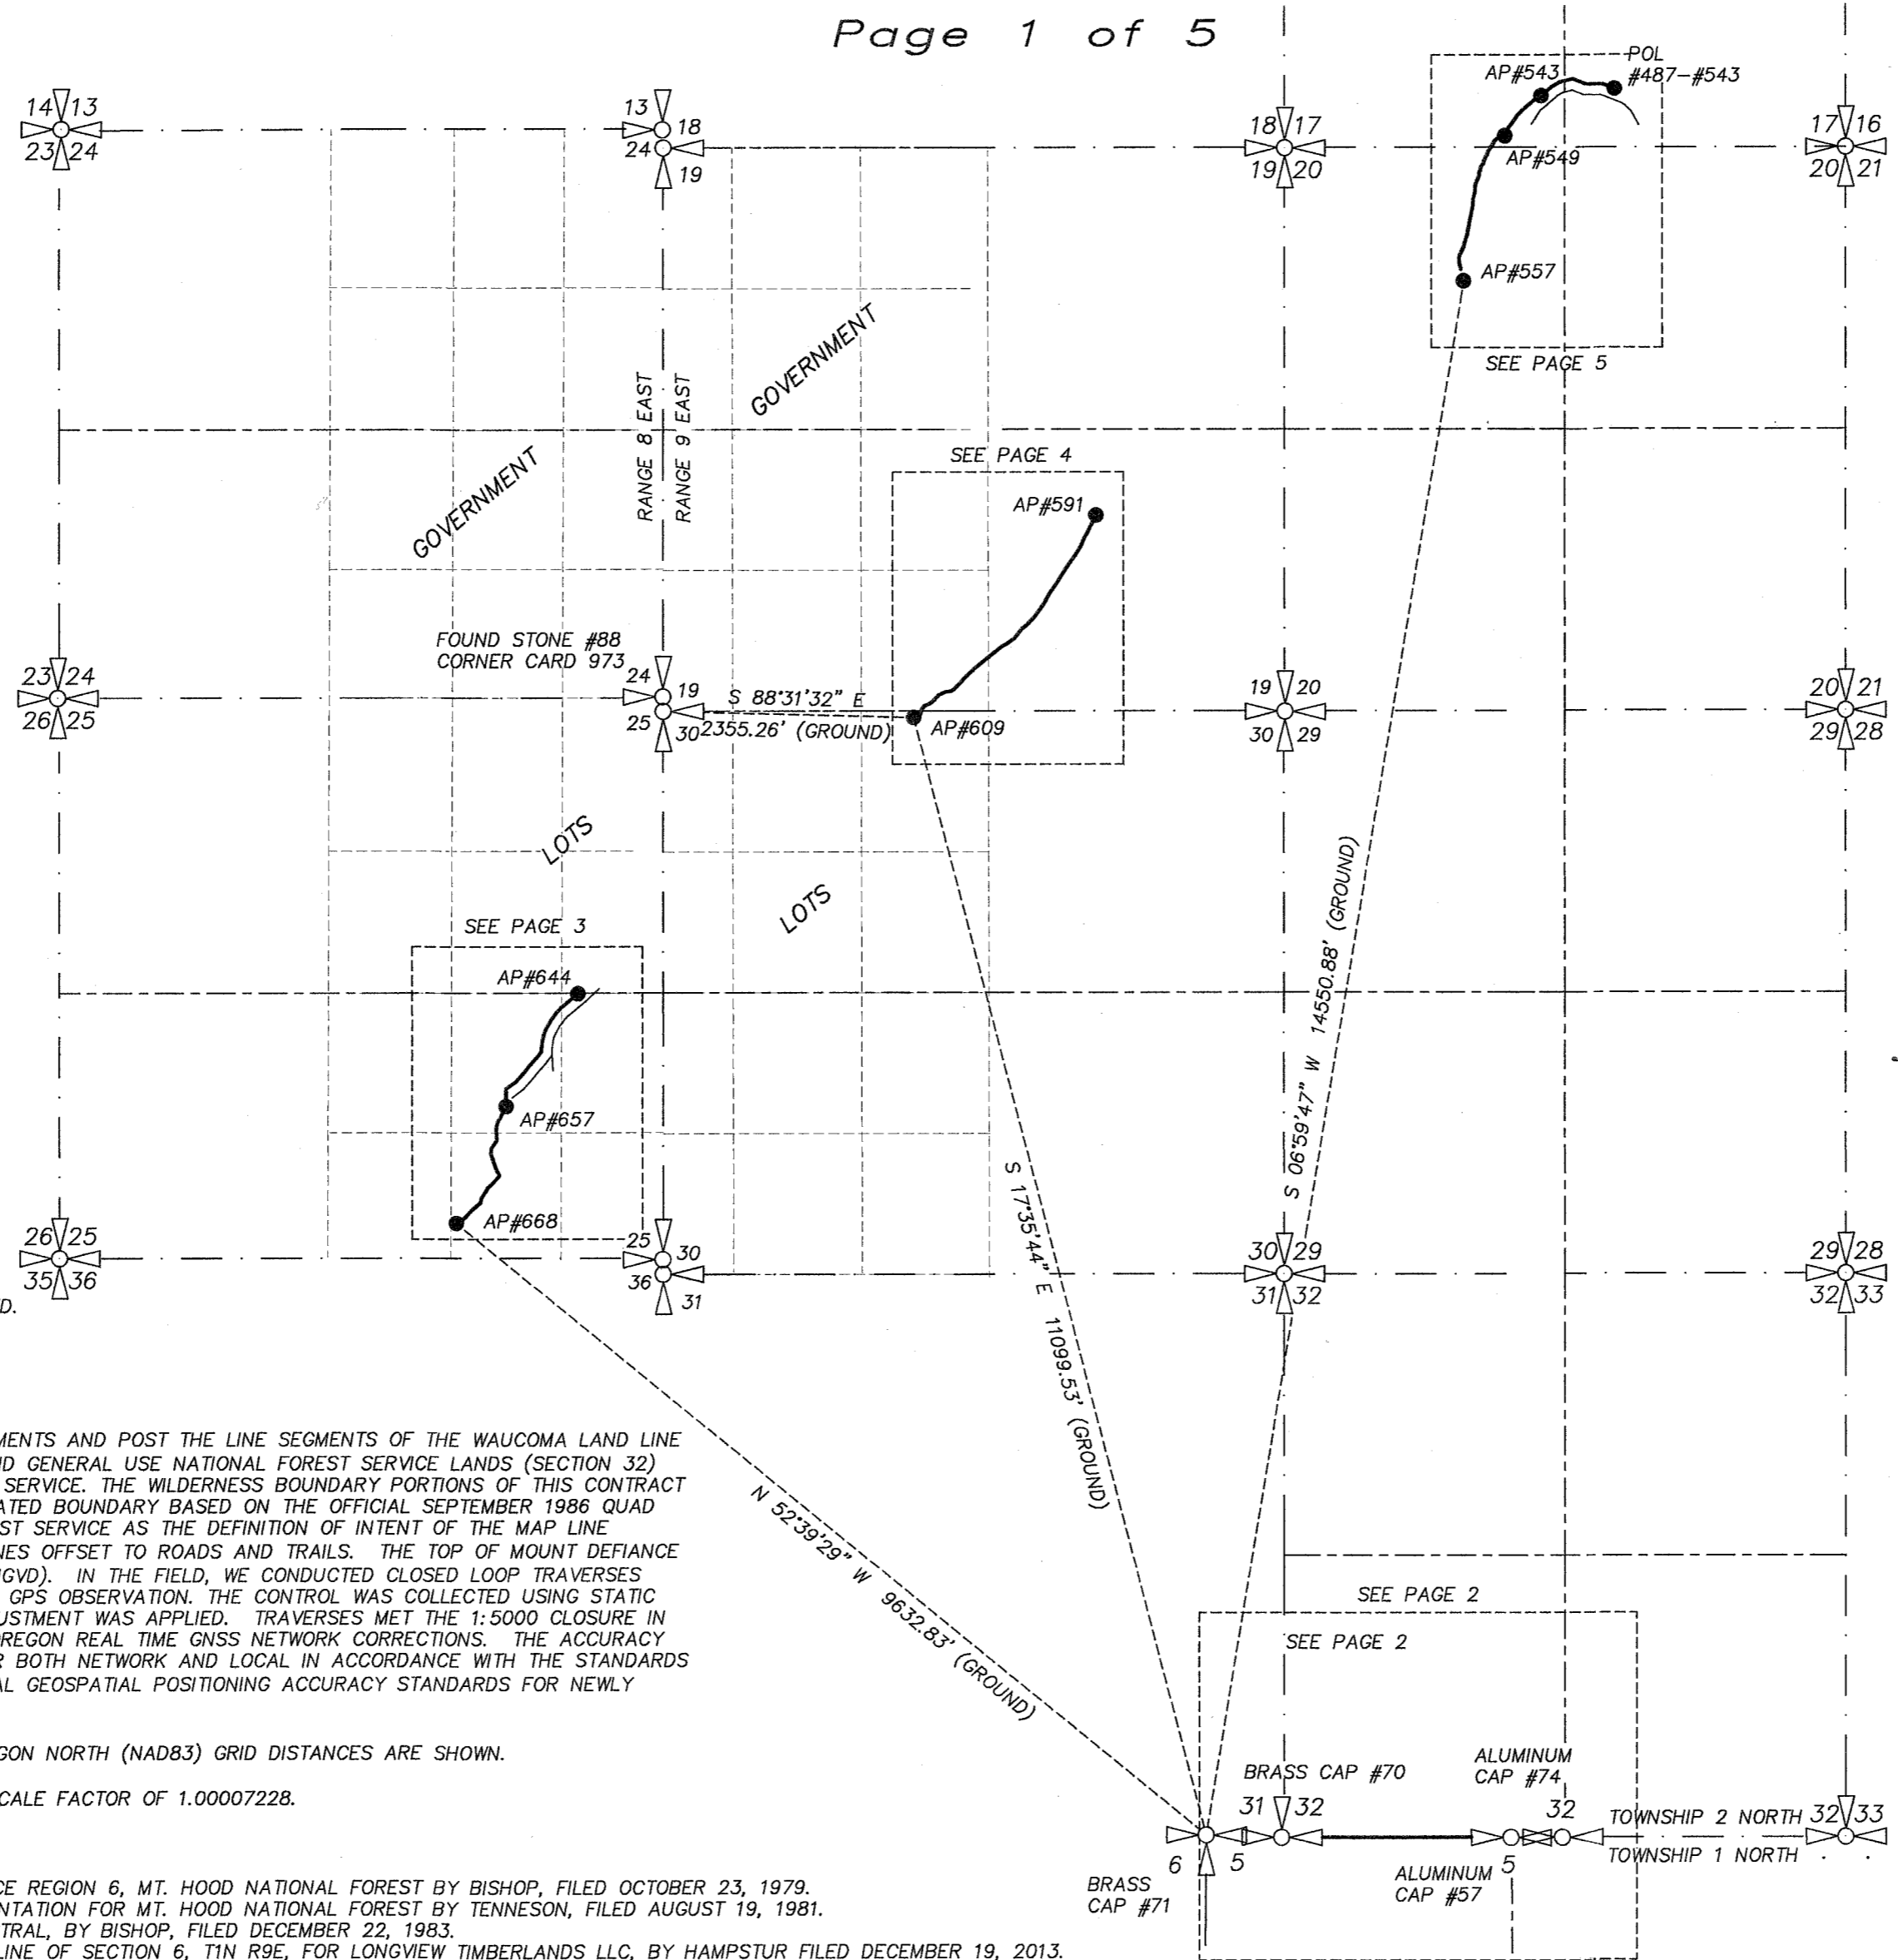 Page 1 of 5
POL
#487-#543
AP#543
14 13
23 24
13
18
24
19
18 17
19 20
17 16
20 21
AP#549
AP#557
SEE PAGE 5
GOVERNMENT
RANGE 8 EAST
RANGE 9 EAST
GOVERNMENT
SEE PAGE 4
AP#591
FOUND STONE #88
CORNER CARD 973
23 24
26 25
24
19
25
30
S 88°31'32" E
2355.26' (GROUND)
AP#609
19 20
30 29
20 21
29 28
LOTS
LOTS
S 06°59'47" W 14550.88' (GROUND)
SEE PAGE 3
AP#644
AP#657
AP#668
S 17°35'44" E 11099.53' (GROUND)
26 25
35 36
25
30
36
31
30 29
31 32
29 28
32 33
D.
MENTS AND POST THE LINE SEGMENTS OF THE WAUCOMA LAND LINE
ND GENERAL USE NATIONAL FOREST SERVICE LANDS (SECTION 32)
SERVICE. THE WILDERNESS BOUNDARY PORTIONS OF THIS CONTRACT
ATED BOUNDARY BASED ON THE OFFICIAL SEPTEMBER 1986 QUAD
ST SERVICE AS THE DEFINITION OF INTENT OF THE MAP LINE
NES OFFSET TO ROADS AND TRAILS. THE TOP OF MOUNT DEFIANCE
NGVD). IN THE FIELD, WE CONDUCTED CLOSED LOOP TRAVERSES
GPS OBSERVATION. THE CONTROL WAS COLLECTED USING STATIC
USTMENT WAS APPLIED. TRAVERSES MET THE 1:5000 CLOSURE IN
OREGON REAL TIME GNSS NETWORK CORRECTIONS. THE ACCURACY
R BOTH NETWORK AND LOCAL IN ACCORDANCE WITH THE STANDARDS
AL GEOSPATIAL POSITIONING ACCURACY STANDARDS FOR NEWLY
N 52°39'29" W 9632.83' (GROUND)
SEE PAGE 2
SEE PAGE 2
GON NORTH (NAD83) GRID DISTANCES ARE SHOWN.
CALE FACTOR OF 1.00007228.
BRASS CAP #70
ALUMINUM
CAP #74
31 32
32
TOWNSHIP 2 NORTH
32 33
6
5
5
TOWNSHIP 1 NORTH
BRASS
CAP #71
ALUMINUM
CAP #57
CE REGION 6, MT. HOOD NATIONAL FOREST BY BISHOP, FILED OCTOBER 23, 1979.
NTATION FOR MT. HOOD NATIONAL FOREST BY TENNESON, FILED AUGUST 19, 1981.
TRAL, BY BISHOP, FILED DECEMBER 22, 1983.
LINE OF SECTION 6, T1N R9E, FOR LONGVIEW TIMBERLANDS LLC, BY HAMPSTUR FILED DECEMBER 19, 2013.